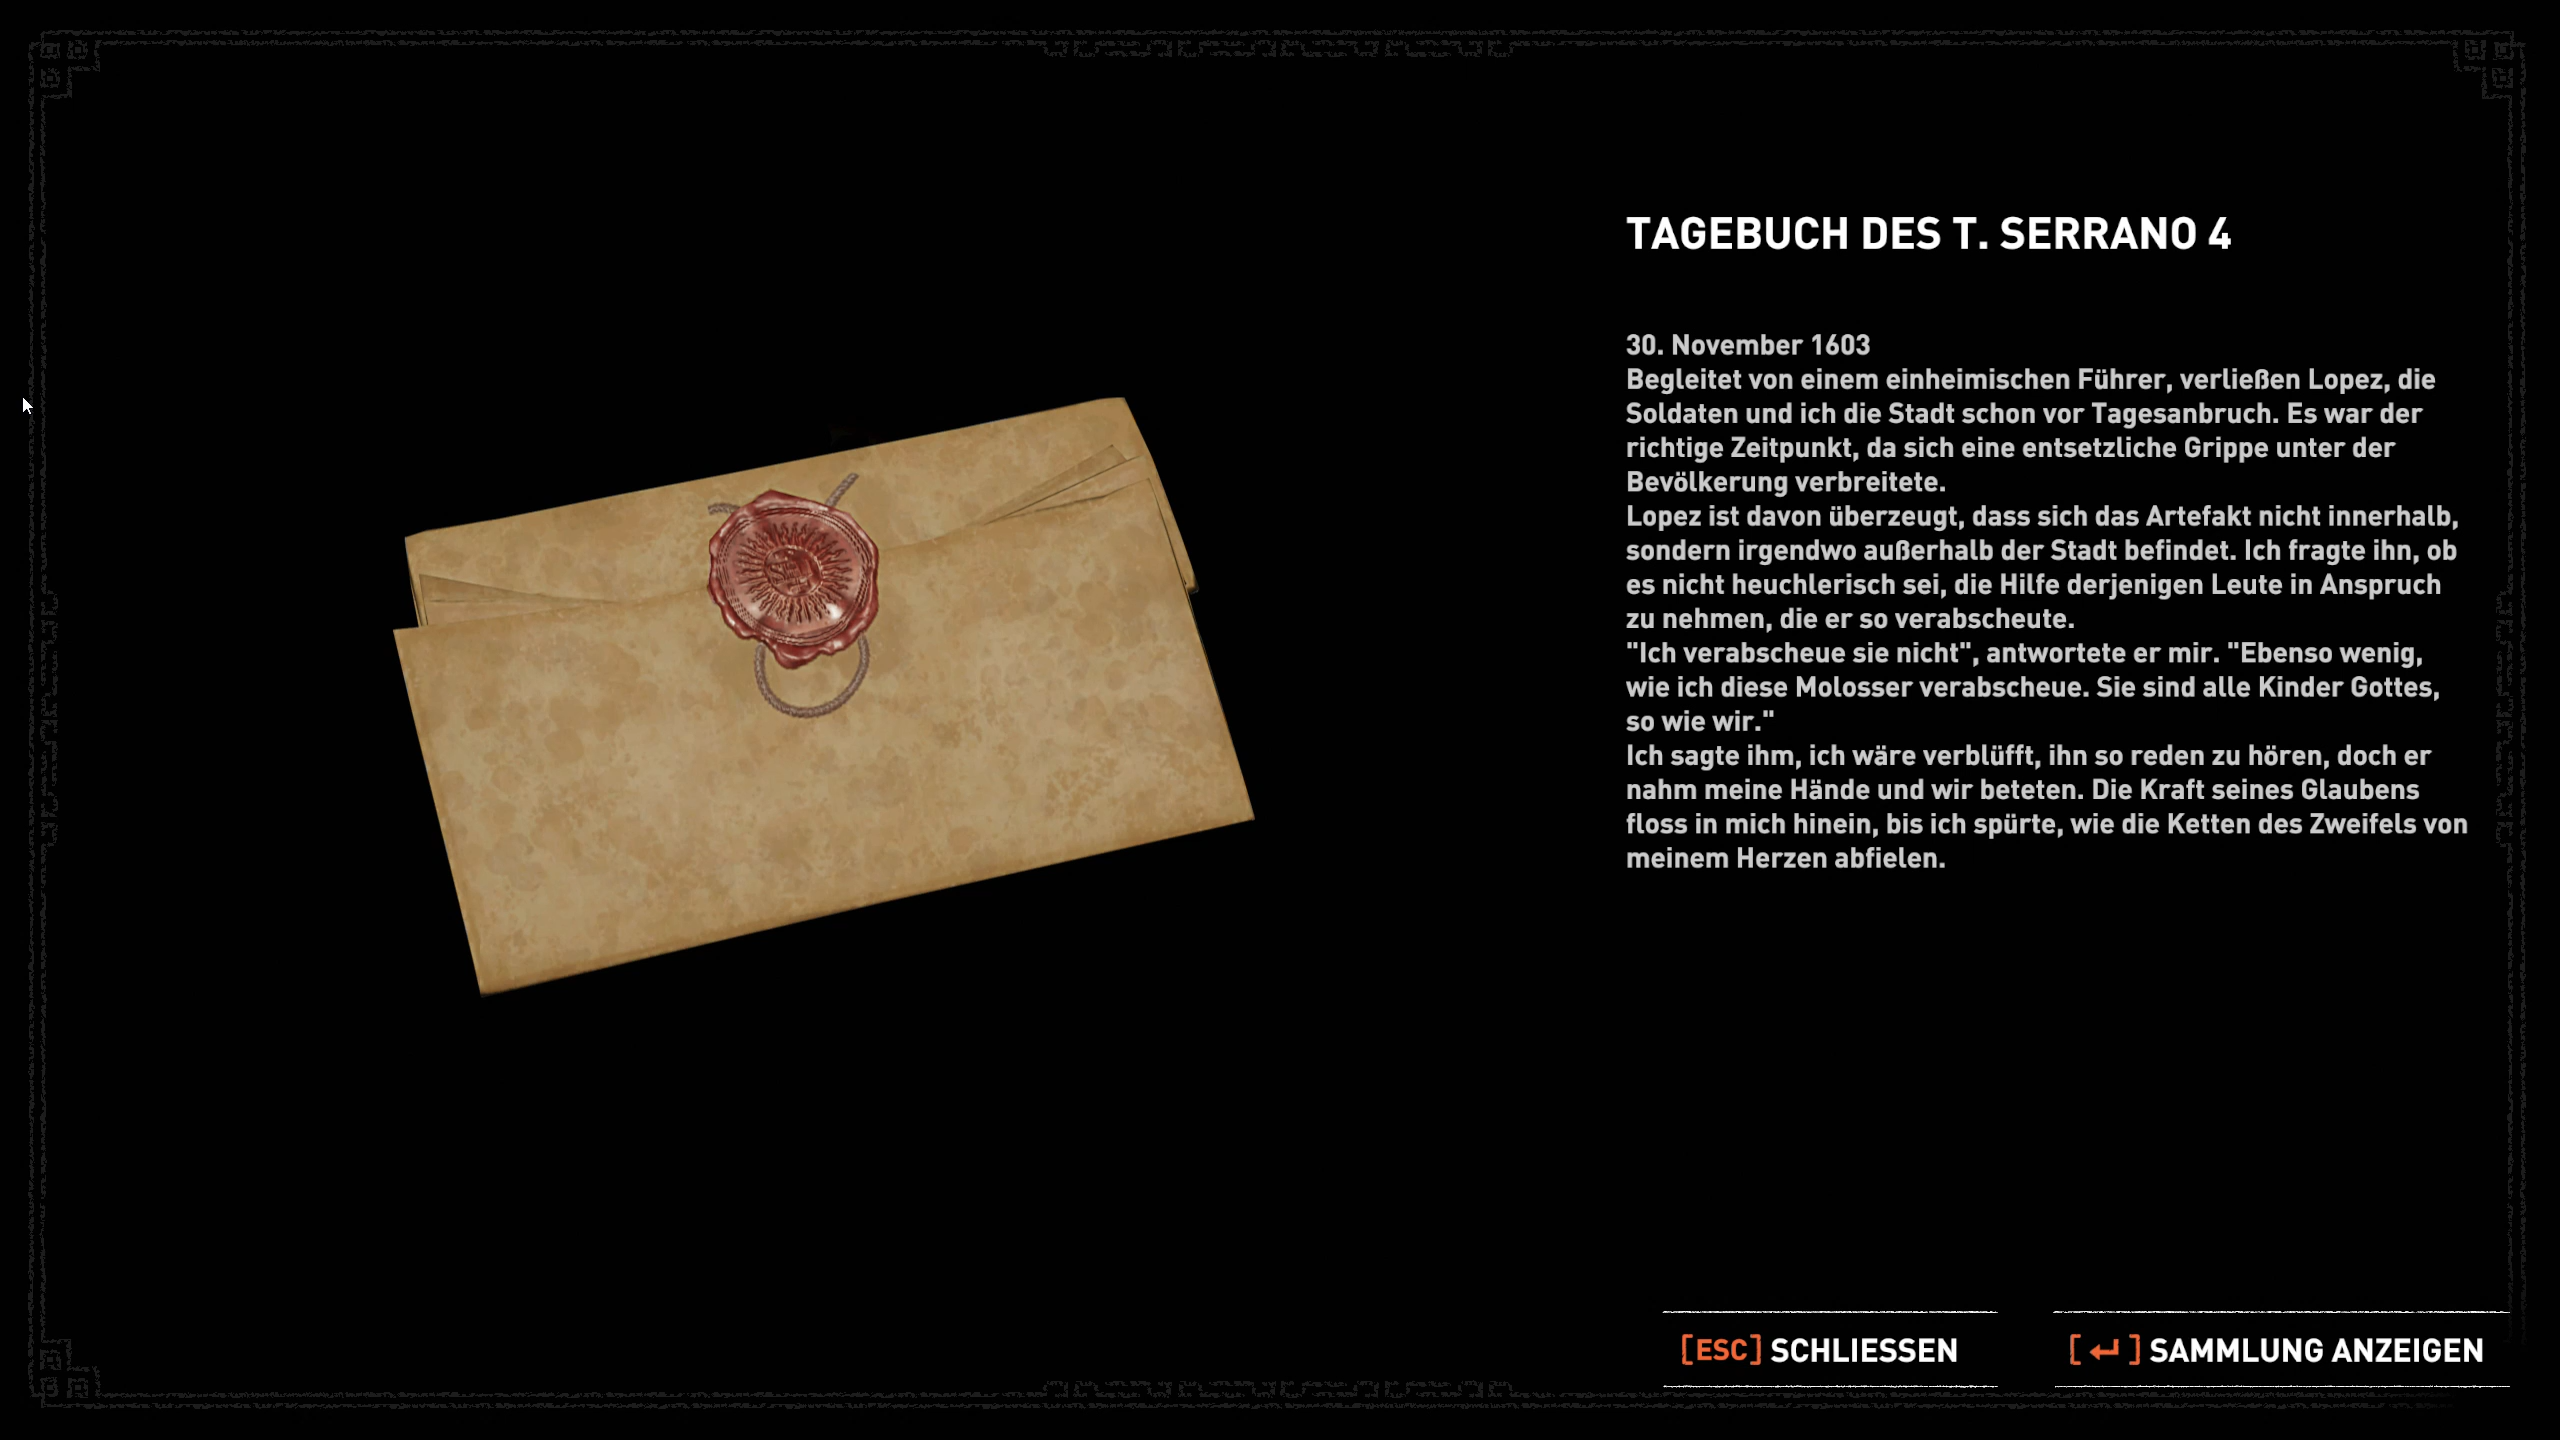 TAGEBUCH DES T. SERRANO 4
30. November 1603
Begleitet von einem einheimischen Führer, verließen Lopez, die
Soldaten und ich die Stadt schon vor Tagesanbruch. Es war der
richtige Zeitpunkt, da sich eine entsetzliche Grippe unter der
Bevölkerung verbreitete.
Lopez ist davon überzeugt, dass sich das Artefakt nicht innerhalb,
sondern irgendwo außerhalb der Stadt befindet. Ich fragte ihn, ob
es nicht heuchlerisch sei, die Hilfe derjenigen Leute in Anspruch
zu nehmen, die er so verabscheute.
"Ich verabscheue sie nicht", antwortete er mir. "Ebenso wenig,
wie ich diese Molosser verabscheue. Sie sind alle Kinder Gottes,
so wie wir."
Ich sagte ihm, ich wäre verblüfft, ihn so reden zu hören, doch er
nahm meine Hände und wir beteten. Die Kraft seines Glaubens
floss in mich hinein, bis ich spürte, wie die Ketten des Zweifels von
meinem Herzen abfielen.
[ESC] SCHLIESSEN
[↵] SAMMLUNG ANZEIGEN